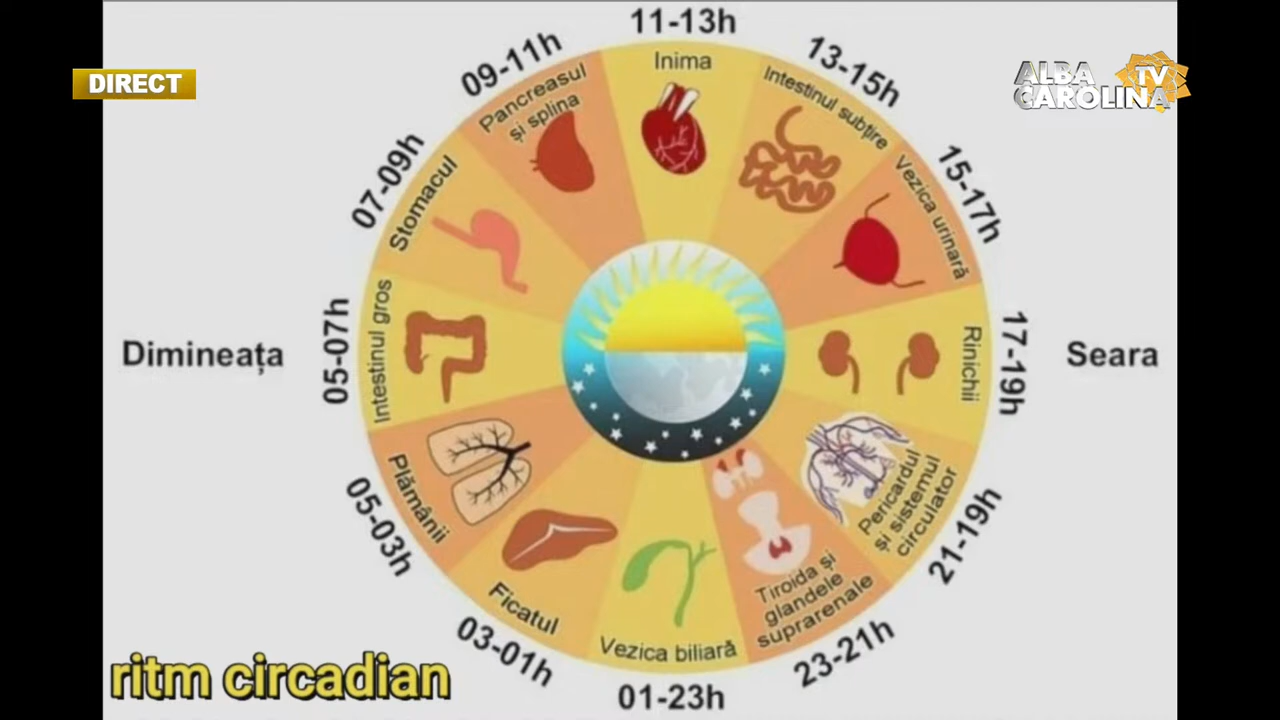 DIRECT
ALBA
CAROLINA
TV
11-13h
Inima
13-15h
Intestinul subțire
15-17h
Vezica urinară
17-19h
Rinichii
Seara
21-19h
Pericardul
și sistemul
circulator
23-21h
Tiroida și
glandele
suprarenale
01-23h
Vezica biliară
03-01h
Ficatul
05-03h
Plămânii
05-07h
Intestinul gros
Dimineața
07-09h
Stomacul
09-11h
Pancreasul
și splina
ritm circadian